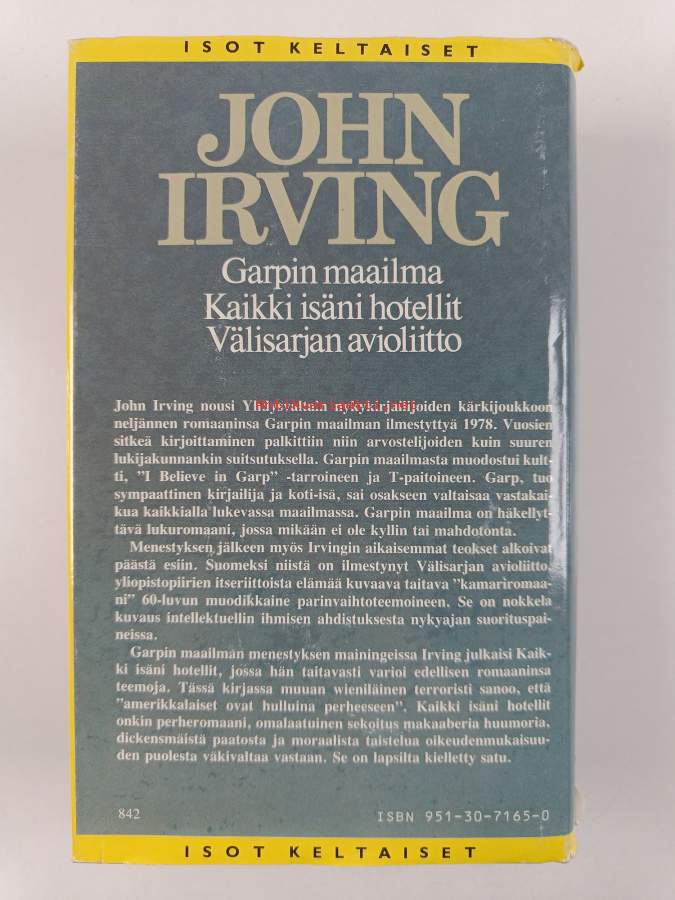 ISOT KELTAISET
JOHN
IRVING
Garpin maailma
Kaikki isäni hotellit
Välisarjan avioliitto
John Irving nousi Yhdysvaltain nykykirjailijoiden kärkijoukkoon
neljännen romaaninsa Garpin maailman ilmestyttyä 1978. Vuosien
sitkeä kirjoittaminen palkittiin niin arvostelijoiden kuin suuren
lukijakunnankin suitsutuksella. Garpin maailmasta muodostui kult-
ti, ”I Believe in Garp” -tarroineen ja T-paitoineen. Garp, tuo
sympaattinen kirjailija ja koti-isä, sai osakseen valtaisaa vastakai-
kua kaikkialla lukevassa maailmassa. Garpin maailma on häkellyt-
tävä lukuromaani, jossa mikään ei ole kyllin tai mahdotonta.
Menestyksen jälkeen myös Irvingin aikaisemmat teokset alkoivat
päästä esiin. Suomeksi niistä on ilmestynyt Välisarjan avioliitto,
yliopistopiirien itseriittoista elämää kuvaava taitava ”kamariromaa-
ni” 60-luvun muodikkaine parinvaihtoteemoineen. Se on nokkela
kuvaus intellektuellin ihmisen ahdistuksesta nykyajan suorituspai-
neissa.
Garpin maailman menestyksen mainingeissa Irving julkaisi Kaik-
ki isäni hotellit, jossa hän taitavasti varioi edellisen romaaninsa
teemoja. Tässä kirjassa muuan wieniläinen terroristi sanoo, että
”amerikkalaiset ovat hulluina perheeseen”. Kaikki isäni hotellit
onkin perheromaani, omalaatuinen sekoitus makaaberia huumoria,
dickensmäistä paatosta ja moraalista taistelua oikeudenmukaisuu-
den puolesta väkivaltaa vastaan. Se on lapsilta kielletty satu.
842
ISBN 951-30-7165-0
ISOT KELTAISET